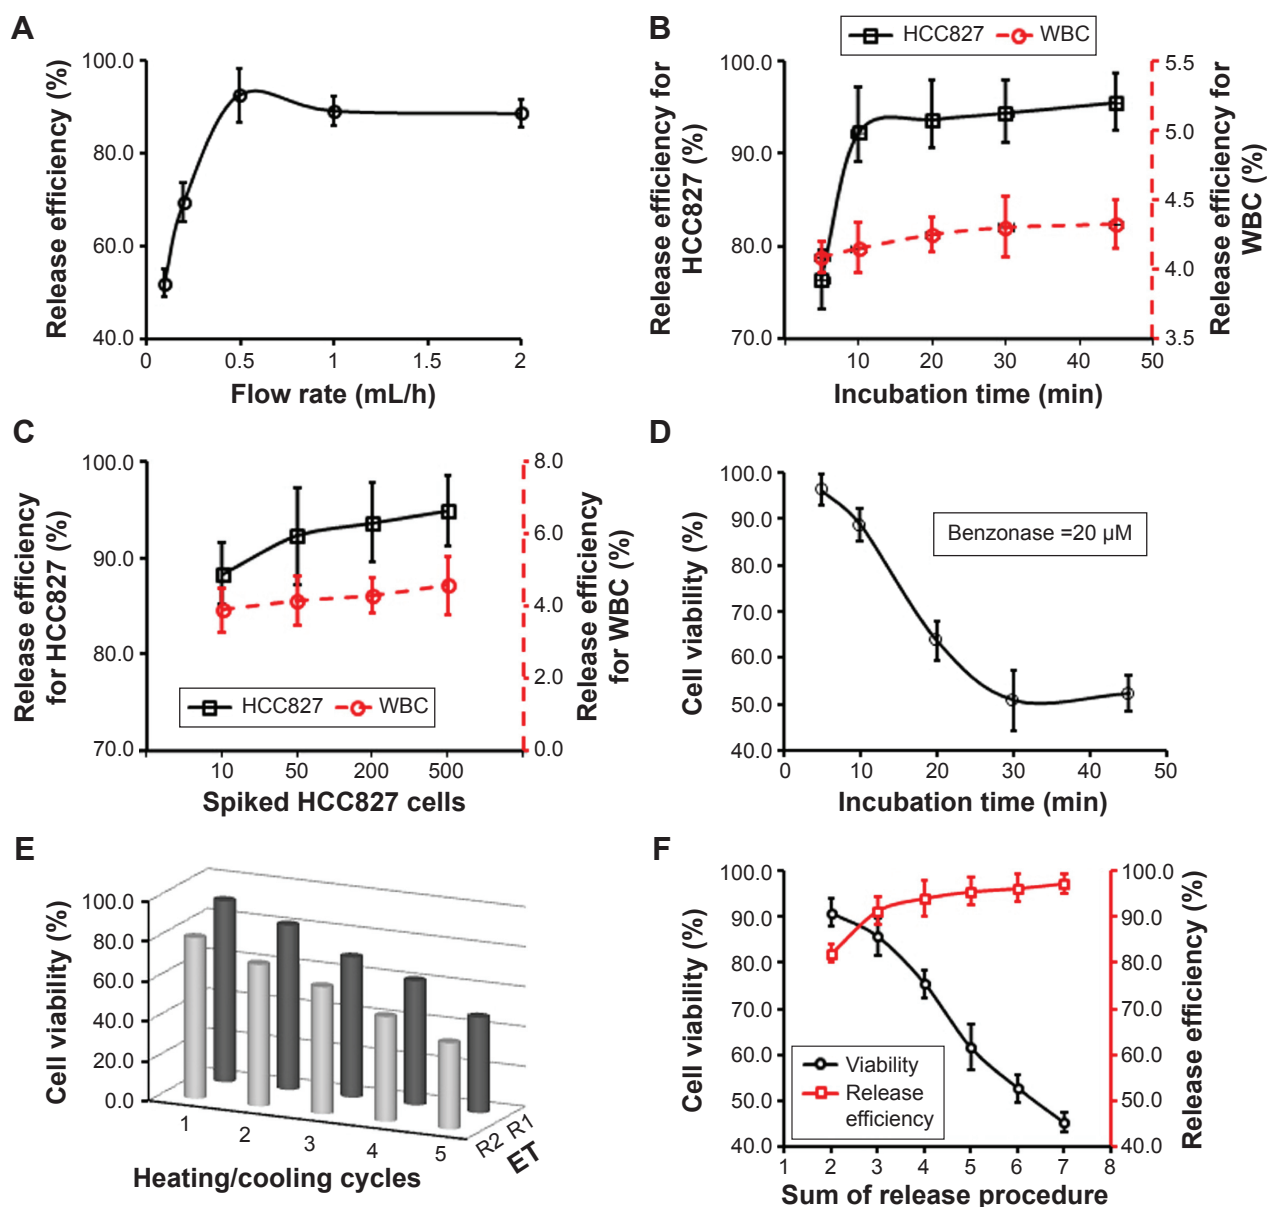 A
Release efficiency (%)
100.0
80.0
60.0
40.0
0
0.5
1
1.5
2
Flow rate (mL/h)
B
HCC827
WBC
Release efficiency for
HCC827 (%)
100.0
90.0
80.0
70.0
5.5
5.0
4.5
4.0
3.5
Release efficiency for
WBC (%)
10
20
30
40
50
Incubation time (min)
C
Release efficiency
for HCC827 (%)
100.0
90.0
80.0
70.0
8.0
6.0
4.0
2.0
0.0
Release efficiency
for WBC (%)
HCC827
WBC
10
50
200
500
Spiked HCC827 cells
D
Cell viability (%)
100.0
90.0
80.0
70.0
60.0
50.0
40.0
Benzonase =20 µM
0
10
20
30
40
50
Incubation time (min)
E
Cell viability (%)
100.0
80.0
60.0
40.0
20.0
0.0
1
2
3
4
5
R2
R1
ET
Heating/cooling cycles
F
Cell viability (%)
100.0
90.0
80.0
70.0
60.0
50.0
40.0
Viability
Release
efficiency
100.0
90.0
80.0
70.0
60.0
50.0
40.0
Release efficiency (%)
1
2
3
4
5
6
7
8
Sum of release procedure